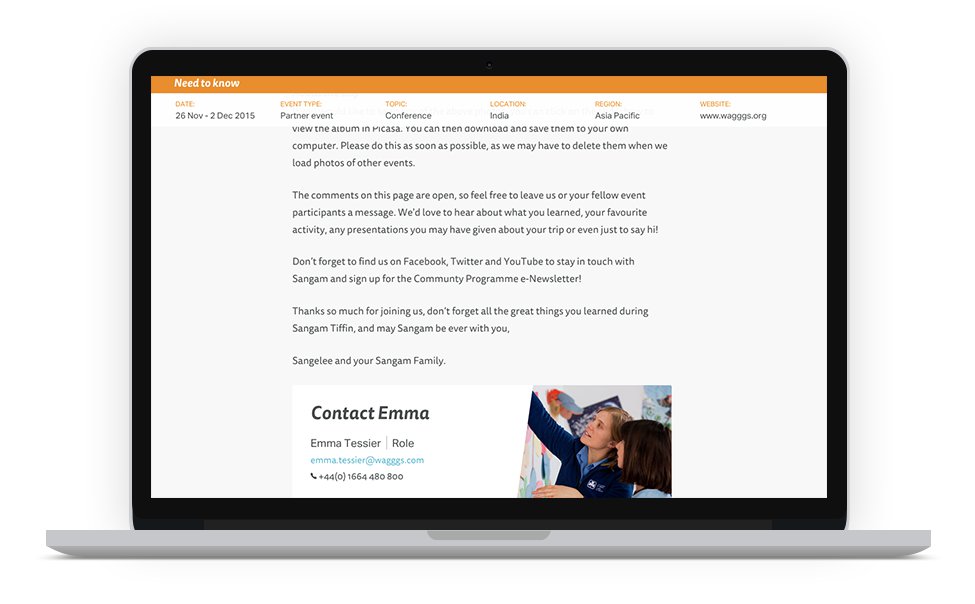 Need to know
DATE: EVENT TYPE: TOPIC: LOCATION: REGION: WEBSITE:
26 Nov - 2 Dec 2015 Partner event Conference India Asia Pacific www.wagggs.org
view the album in Picasa. You can then download and save them to your own
computer. Please do this as soon as possible, as we may have to delete them when we
load photos of other events.
The comments on this page are open, so feel free to leave us or your fellow event
participants a message. We'd love to hear about what you learned, your favourite
activity, any presentations you may have given about your trip or even just to say hi!
Don't forget to find us on Facebook, Twitter and YouTube to stay in touch with
Sangam and sign up for the Communty Programme e-Newsletter!
Thanks so much for joining us, don't forget all the great things you learned during
Sangam Tiffin, and may Sangam be ever with you,
Sangelee and your Sangam Family.
Contact Emma
Emma Tessier | Role
emma.tessier@wagggs.com
+44(0) 1664 480 800